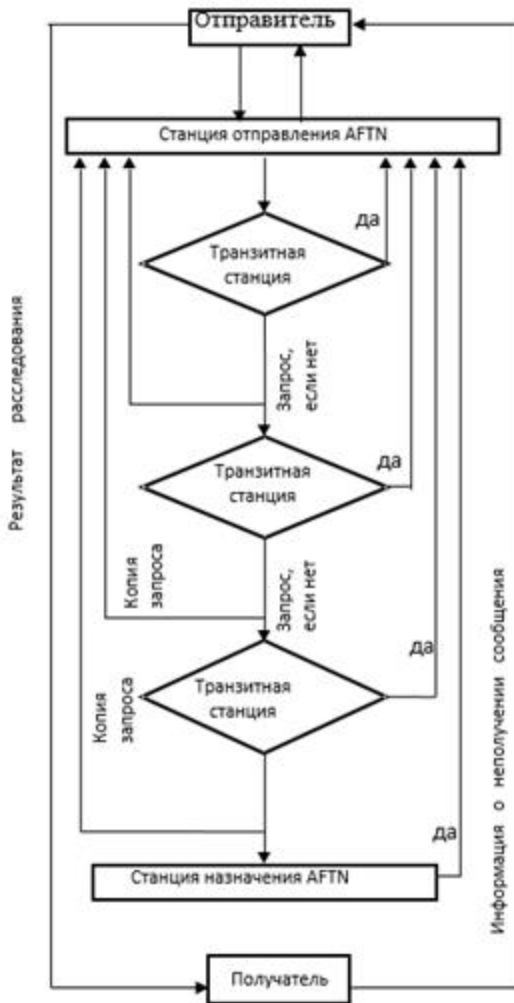 Отправитель
Станция отправления AFTN
да
Транзитная
станция
Результат расследования
Запрос,
если нет
Транзитная
станция
да
Копия
запроса
Запрос,
если нет
Транзитная
станция
да
Копия
запроса
Информация о неполучении сообщения
да
Станция назначения AFTN
Получатель